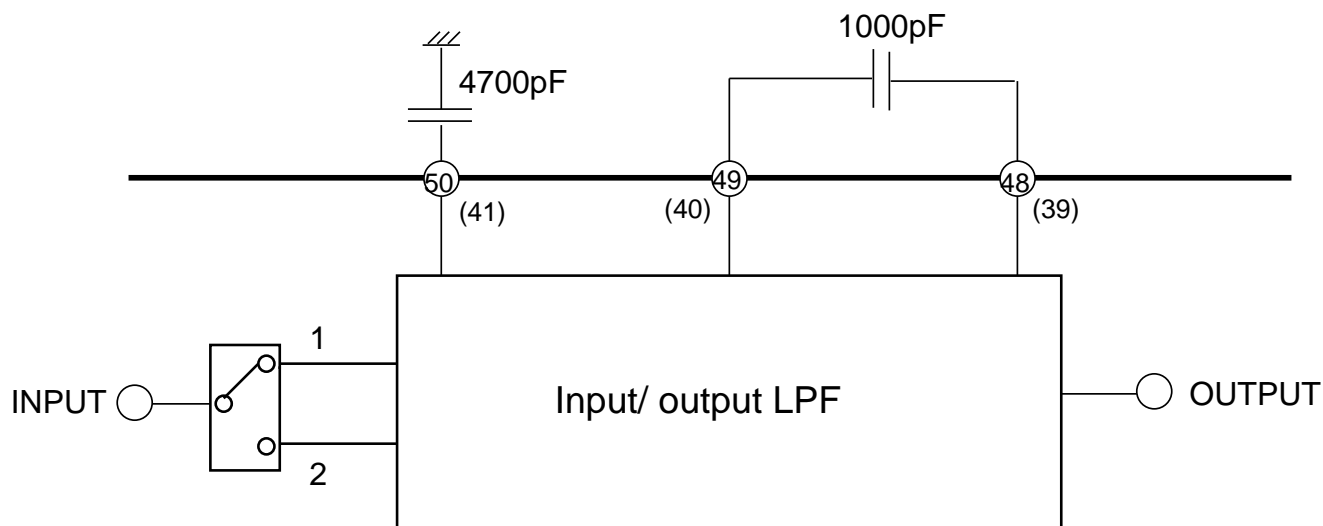 1000pF
4700pF
50
49
48
(41)
(40)
(39)
1
INPUT
Input/ output LPF
OUTPUT
2